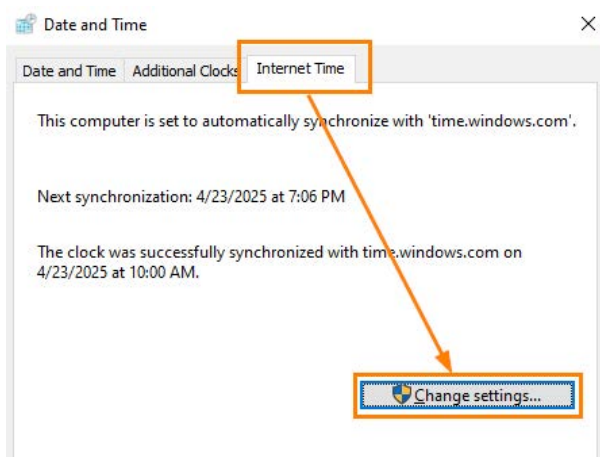 Date and Time
Date and Time Additional Clocks Internet Time
This computer is set to automatically synchronize with 'time.windows.com'.
Next synchronization: 4/23/2025 at 7:06 PM
The clock was successfully synchronized with time.windows.com on
4/23/2025 at 10:00 AM.
Change settings...